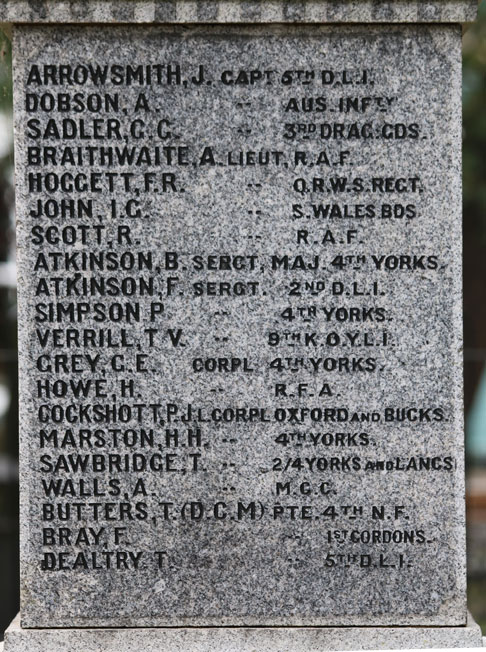 ARROWSMITH, J. CAPT 5TH D.L.I.
DOBSON, A. -- AUS. INFTY
SADLER, C.C. -- 3RD DRAG. GDS.
BRAITHWAITE, A. LIEUT, R.A.F.
HOGGETT, F.R. -- Q.R.W.S. REGT.
JOHN, I.G. -- S. WALES BDS
SCOTT, R. -- R.A.F.
ATKINSON, B. SERGT, MAJ. 4TH YORKS.
ATKINSON, F. SERGT. 2ND D.L.I.
SIMPSON P. -- 4TH YORKS.
VERRILL, T V. -- 9TH K.O.Y.L.I.
GREY, G.E. CORPL 4TH YORKS.
HOWE, H. -- R.F.A.
COCKSHOTT, P.J. L. CORPL OXFORD AND BUCKS.
MARSTON, H.H. -- 4TH YORKS.
SAWBRIDGE, T. -- 2/4 YORKS AND LANCS
WALLS, A. -- M.G.C.
BUTTERS, T. (D.C.M) PTE. 4TH N.F.
BRAY, F. -- 1ST GORDONS.
DEALTRY. T. -- 5TH D.L.I.